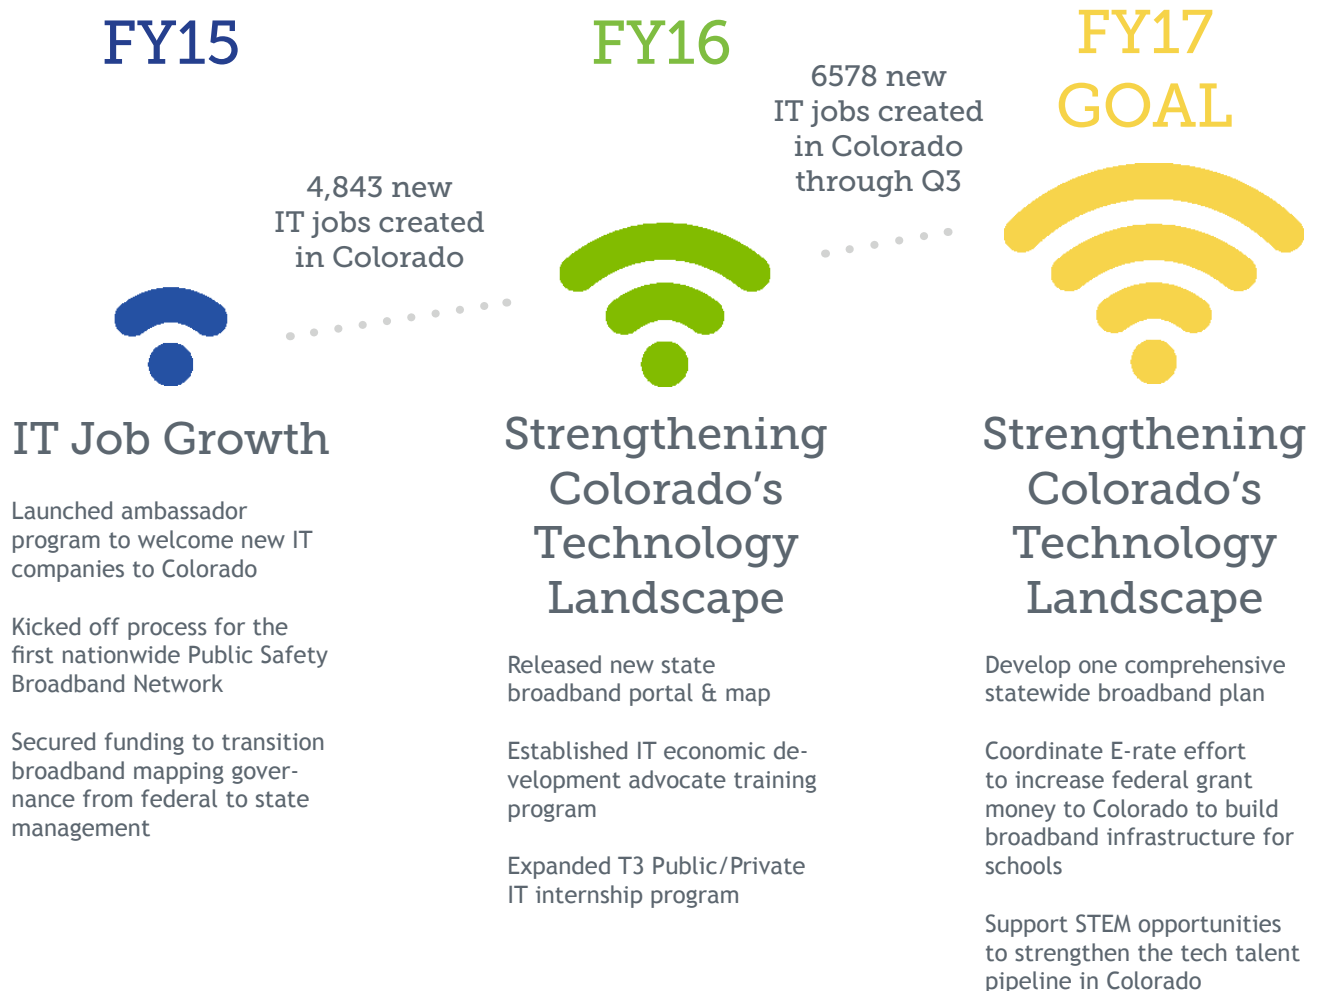 FY15
4,843 new
IT jobs created
in Colorado
IT Job Growth
Launched ambassador
program to welcome new IT
companies to Colorado
Kicked off process for the
first nationwide Public Safety
Broadband Network
Secured funding to transition
broadband mapping gover-
nance from federal to state
management
FY16
6578 new
IT jobs created
in Colorado
through Q3
Strengthening
Colorado's
Technology
Landscape
Released new state
broadband portal & map
Established IT economic de-
velopment advocate training
program
Expanded T3 Public/Private
IT internship program
FY17
GOAL
Strengthening
Colorado's
Technology
Landscape
Develop one comprehensive
statewide broadband plan
Coordinate E-rate effort
to increase federal grant
money to Colorado to build
broadband infrastructure for
schools
Support STEM opportunities
to strengthen the tech talent
pipeline in Colorado